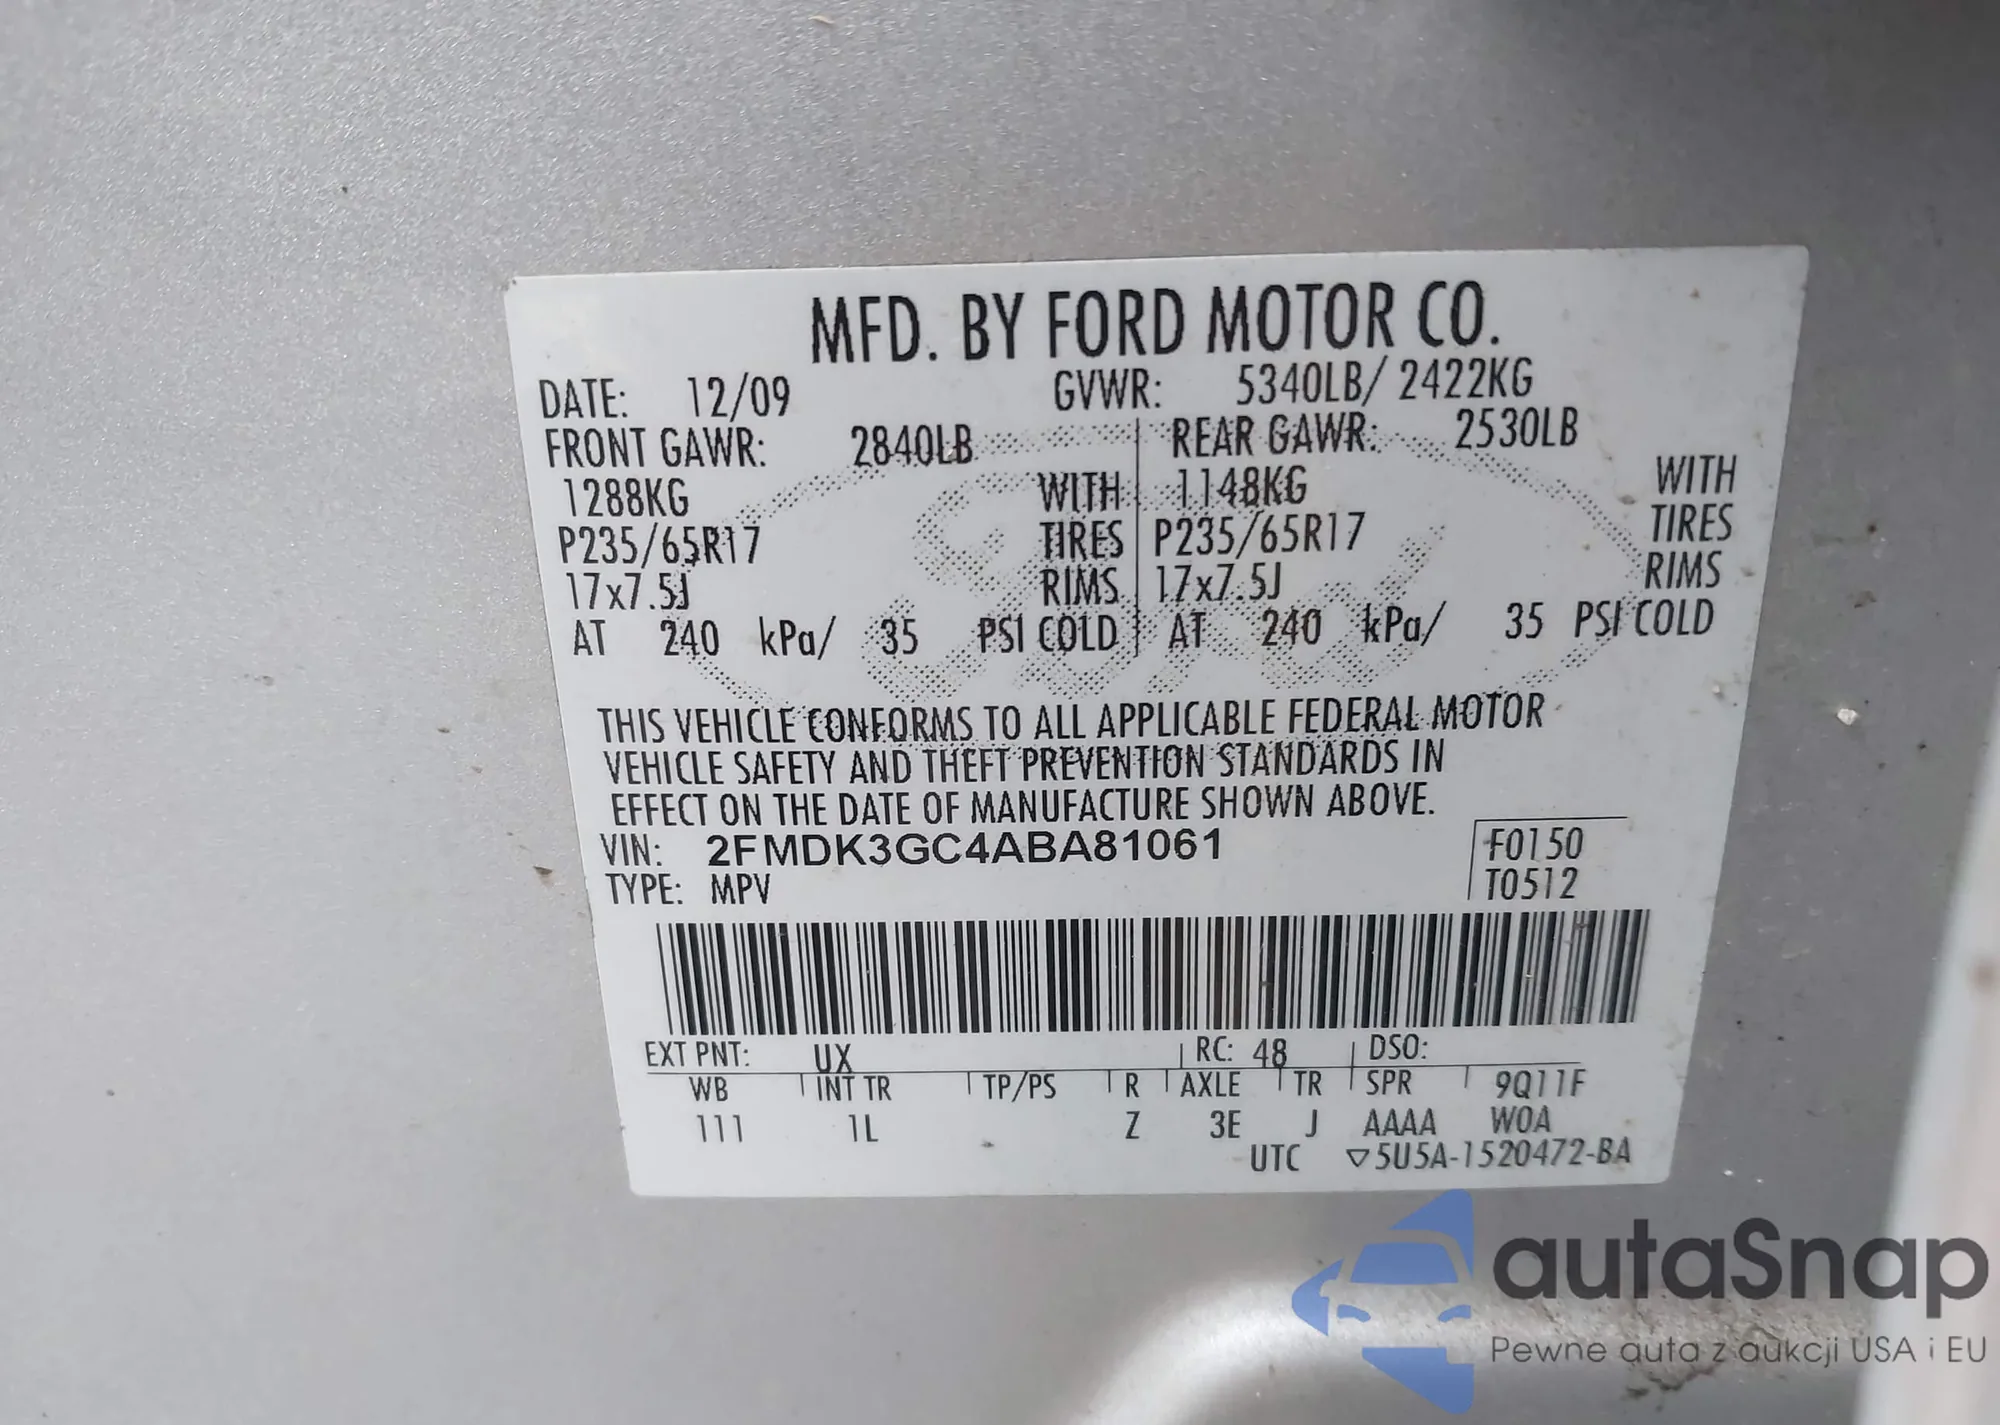 MFD. BY FORD MOTOR CO.
DATE: 12/09 GVWR: 5340LB/ 2422KG
FRONT GAWR: 2840LB REAR GAWR: 2530LB
1288KG WITH 1148KG WITH
P235/65R17 TIRES P235/65R17 TIRES
17x7.5J RIMS 17x7.5J RIMS
AT 240 kPa/ 35 PSI COLD AT 240 kPa/ 35 PSI COLD
THIS VEHICLE CONFORMS TO ALL APPLICABLE FEDERAL MOTOR
VEHICLE SAFETY AND THEFT PREVENTION STANDARDS IN
EFFECT ON THE DATE OF MANUFACTURE SHOWN ABOVE.
VIN: 2FMDK3GC4ABA81061 F0150
TYPE: MPV T0512
EXT PNT: UX RC: 48 DSO:
WB INT TR TP/PS R AXLE TR SPR 9Q11F
111 1L Z 3E J AAAA WOA
UTC ▽5U5A-1520472-BA
autaSnap
Pewne auta z aukcji USA i EU